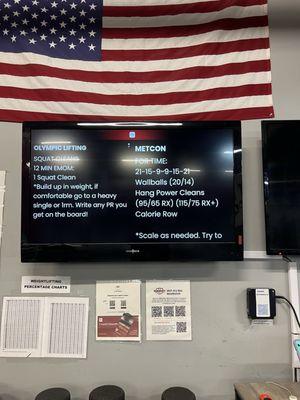 OLYMPIC LIFTING
SQUAT CLEANS
12 MIN EMOM:
1 Squat Clean
*Build up in weight, if
comfortable go to a heavy
single or 1rm. Write any PR you
get on the board!
METCON
FOR TIME:
21-15-9-9-15-21
Wallballs (20/14)
Hang Power Cleans
(95/65 RX) (115/75 RX+)
Calorie Row
*Scale as needed. Try to
WEIGHTLIFTING
PERCENTAGE CHARTS